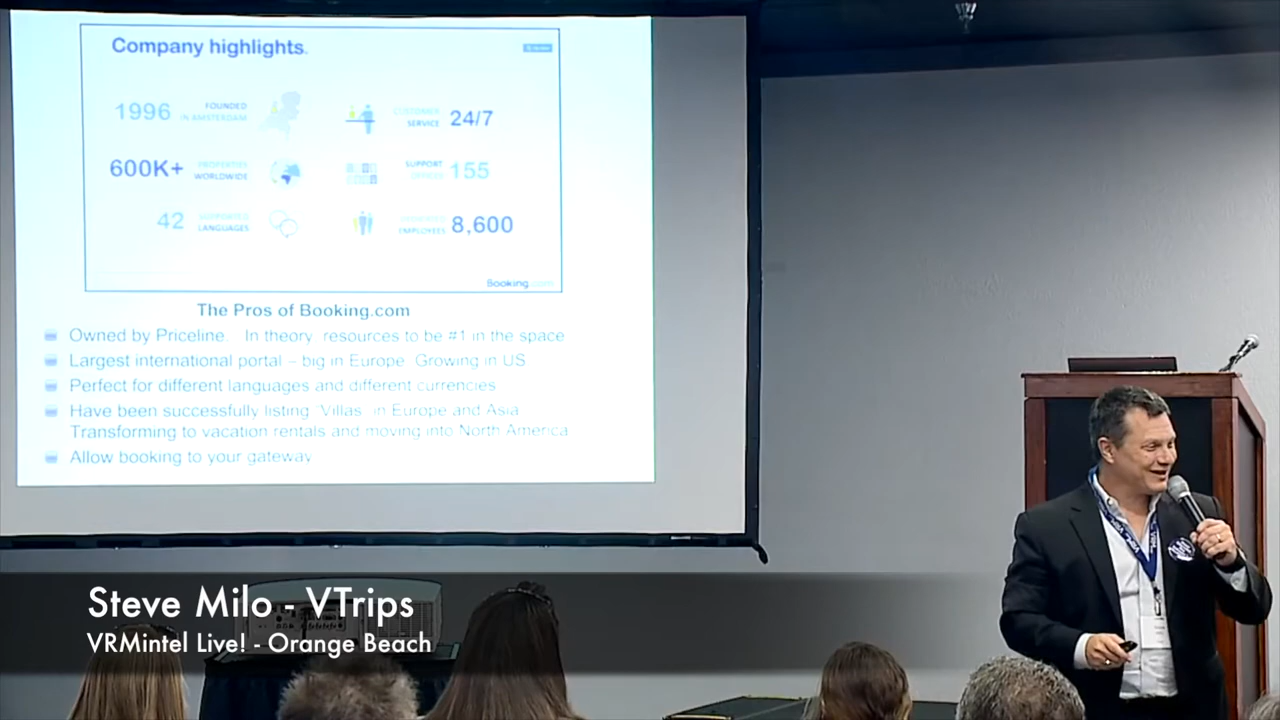 Company highlights.
1996 FOUNDED IN AMSTERDAM
CUSTOMER SERVICE 24/7
600K+ PROPERTIES WORLDWIDE
SUPPORT OFFICES 155
42 LANGUAGES
EMPLOYEES 8,600
Booking.com
The Pros of Booking.com
Owned by Priceline. In theory resources to be #1 in the space
Largest international portal – big in Europe. Growing in US
Perfect for different languages and different currencies
Have been successfully listing "Villas" in Europe and Asia
Transforming to vacation rentals and moving into North America
Allow booking to your gateway
Steve Milo - VTrips
VRMintel Live! - Orange Beach